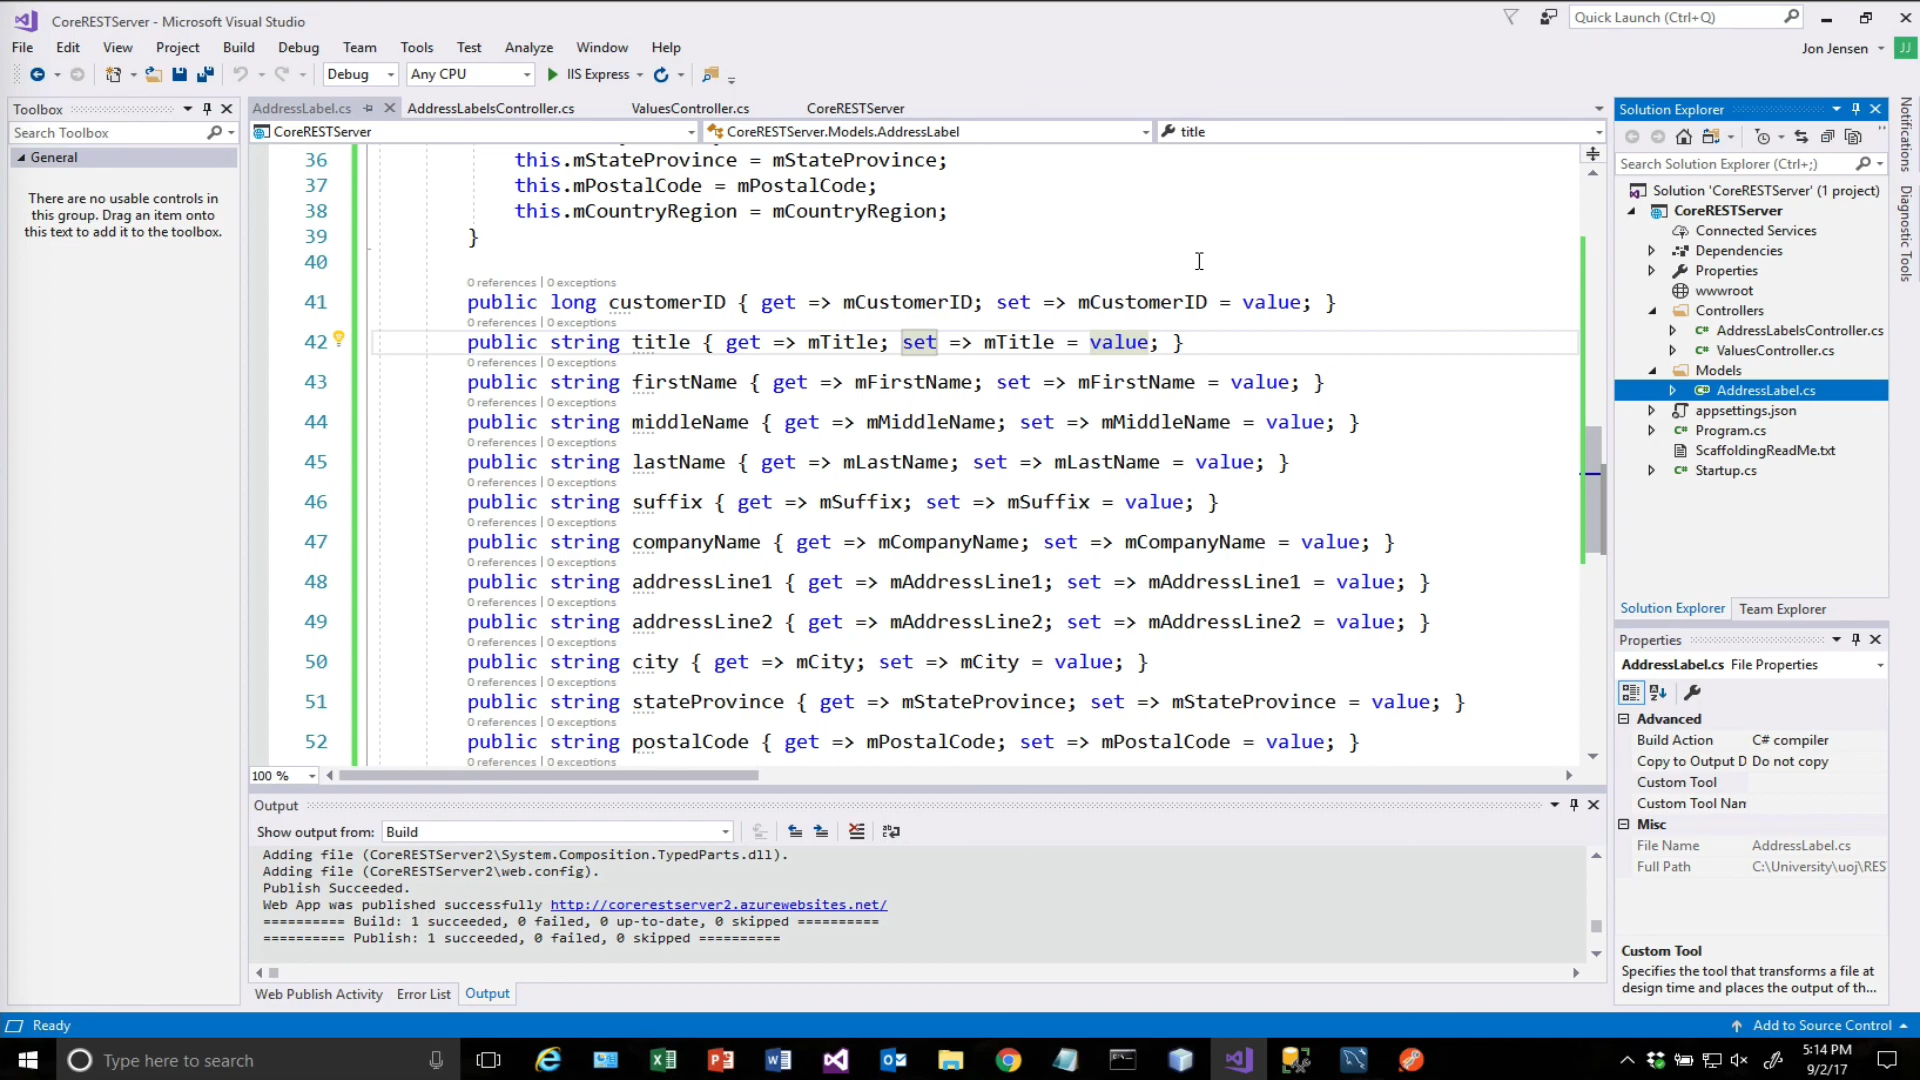 CoreRESTServer - Microsoft Visual Studio
Quick Launch (Ctrl+Q)
File Edit View Project Build Debug Team Tools Test Analyze Window Help
Jon Jensen JJ
Debug Any CPU IIS Express
Toolbox
Search Toolbox
General
There are no usable controls in
this group. Drag an item onto
this text to add it to the toolbox.
AddressLabel.cs AddressLabelsController.cs ValuesController.cs CoreRESTServer
CoreRESTServer CoreRESTServer.Models.AddressLabel title
36 this.mStateProvince = mStateProvince;
37 this.mPostalCode = mPostalCode;
38 this.mCountryRegion = mCountryRegion;
39 }
40
0 references | 0 exceptions
41 public long customerID { get => mCustomerID; set => mCustomerID = value; }
0 references | 0 exceptions
42 public string title { get => mTitle; set => mTitle = value; }
0 references | 0 exceptions
43 public string firstName { get => mFirstName; set => mFirstName = value; }
0 references | 0 exceptions
44 public string middleName { get => mMiddleName; set => mMiddleName = value; }
0 references | 0 exceptions
45 public string lastName { get => mLastName; set => mLastName = value; }
0 references | 0 exceptions
46 public string suffix { get => mSuffix; set => mSuffix = value; }
0 references | 0 exceptions
47 public string companyName { get => mCompanyName; set => mCompanyName = value; }
0 references | 0 exceptions
48 public string addressLine1 { get => mAddressLine1; set => mAddressLine1 = value; }
0 references | 0 exceptions
49 public string addressLine2 { get => mAddressLine2; set => mAddressLine2 = value; }
0 references | 0 exceptions
50 public string city { get => mCity; set => mCity = value; }
0 references | 0 exceptions
51 public string stateProvince { get => mStateProvince; set => mStateProvince = value; }
0 references | 0 exceptions
52 public string postalCode { get => mPostalCode; set => mPostalCode = value; }
0 references | 0 exceptions
100 %
Output
Show output from: Build
Adding file (CoreRESTServer2\System.Composition.TypedParts.dll).
Adding file (CoreRESTServer2\web.config).
Publish Succeeded.
Web App was published successfully http://corerestserver2.azurewebsites.net/
========== Build: 1 succeeded, 0 failed, 0 up-to-date, 0 skipped ==========
========== Publish: 1 succeeded, 0 failed, 0 skipped ==========
Web Publish Activity Error List Output
Solution Explorer
Search Solution Explorer (Ctrl+;)
Solution 'CoreRESTServer' (1 project)
CoreRESTServer
Connected Services
Dependencies
Properties
wwwroot
Controllers
C# AddressLabelsController.cs
C# ValuesController.cs
Models
C# AddressLabel.cs
appsettings.json
C# Program.cs
ScaffoldingReadMe.txt
C# Startup.cs
Solution Explorer Team Explorer
Properties
AddressLabel.cs File Properties
Advanced
Build Action C# compiler
Copy to Output D Do not copy
Custom Tool
Custom Tool Nam
Misc
File Name AddressLabel.cs
Full Path C:\University\uoj\RES
Custom Tool
Specifies the tool that transforms a file at
design time and places the output of th...
Notifications
Diagnostic Tools
Ready
Add to Source Control
Type here to search
5:14 PM
9/2/17